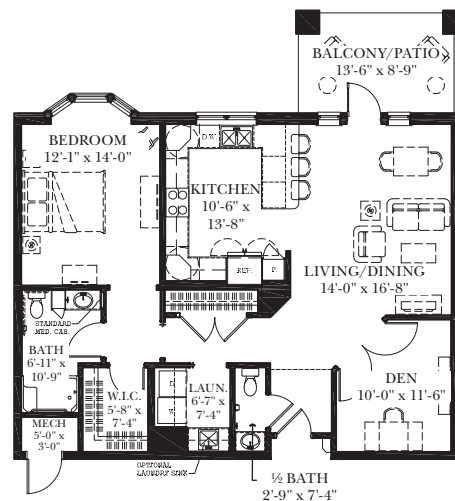 BALCONY/PATIO
13'-6" x 8'-9"
BEDROOM
12'-1" x 14'-0"
D.W.
KITCHEN
10'-6" x
13'-8"
REF.
P.
LIVING/DINING
14'-0" x 16'-8"
STANDARD
MED. CAB.
BATH
6'-11" x
10'-9"
W.I.C.
5'-8" x
7'-4"
D
W
LAUN.
6'-7" x
7'-4"
DEN
10'-0" x 11'-6"
MECH
5'-0" x
3'-0"
OPTIONAL
LAUNDRY SINK
½ BATH
2'-9" x 7'-4"